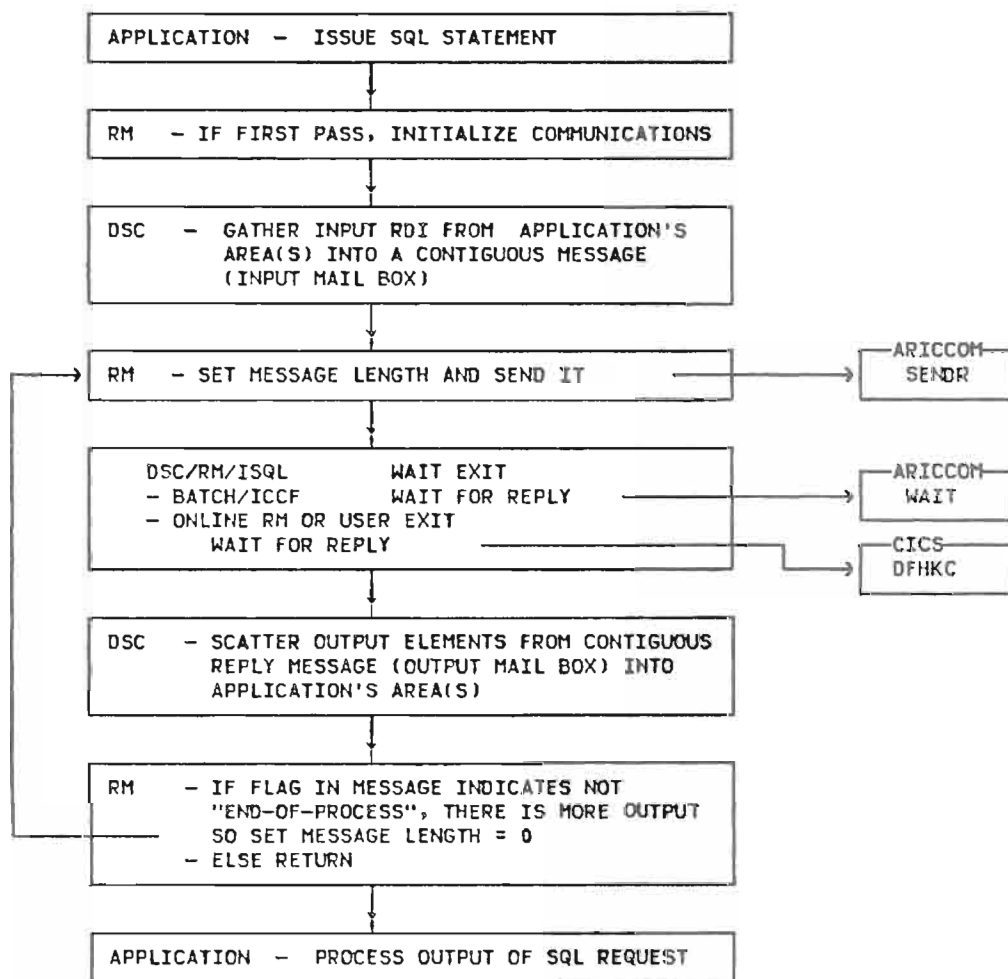 APPLICATION - ISSUE SQL STATEMENT
RM - IF FIRST PASS, INITIALIZE COMMUNICATIONS
DSC - GATHER INPUT RDI FROM APPLICATION'S
AREA(S) INTO A CONTIGUOUS MESSAGE
(INPUT MAIL BOX)
RM - SET MESSAGE LENGTH AND SEND IT
ARICCOM
SENDR
DSC/RM/ISQL WAIT EXIT
- BATCH/ICCF WAIT FOR REPLY
- ONLINE RM OR USER EXIT
WAIT FOR REPLY
ARICCOM
WAIT
CICS
DFHKC
DSC - SCATTER OUTPUT ELEMENTS FROM CONTIGUOUS
REPLY MESSAGE (OUTPUT MAIL BOX) INTO
APPLICATION'S AREA(S)
RM - IF FLAG IN MESSAGE INDICATES NOT
"END-OF-PROCESS", THERE IS MORE OUTPUT
SO SET MESSAGE LENGTH = 0
- ELSE RETURN
APPLICATION - PROCESS OUTPUT OF SQL REQUEST